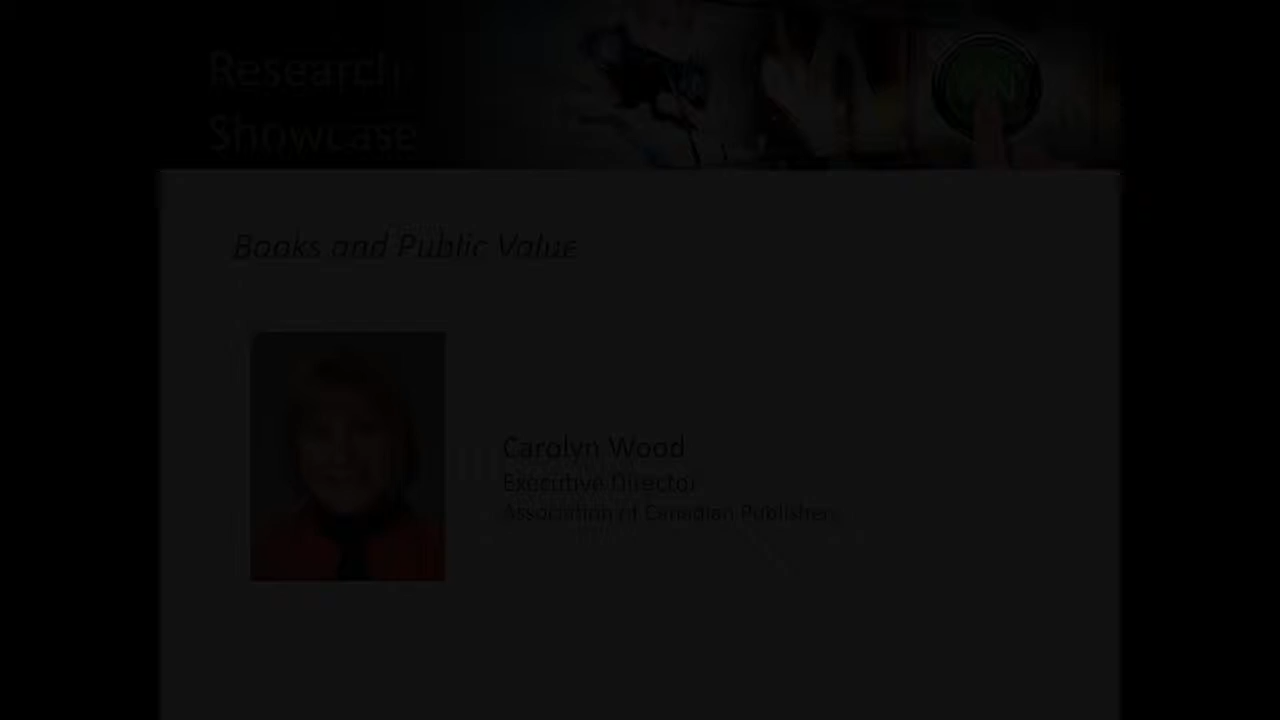 Research
Showcase
Books and Public Value
Carolyn Wood
Executive Director
Association of Canadian Publishers